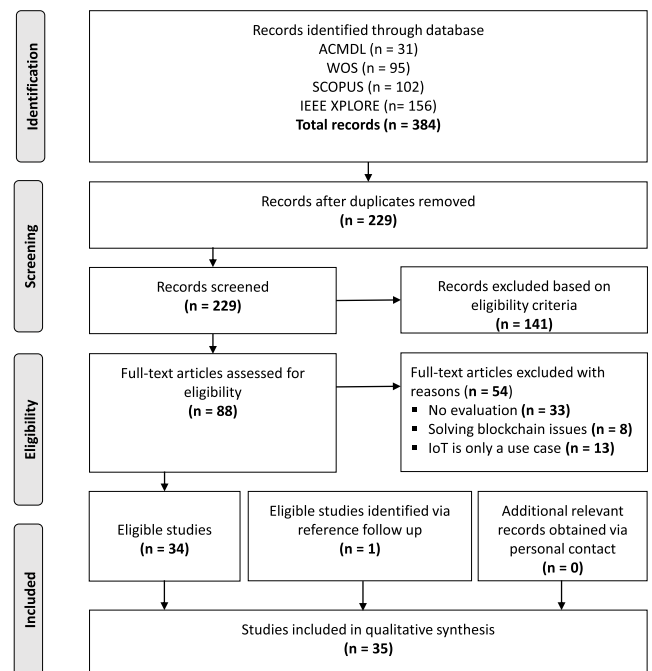 Identification
Records identified through database
ACMDL (n = 31)
WOS (n = 95)
SCOPUS (n = 102)
IEEE XPLORE (n= 156)
Total records (n = 384)
Screening
Records after duplicates removed
(n = 229)
Records screened
(n = 229)
Records excluded based on
eligibility criteria
(n = 141)
Eligibility
Full-text articles assessed for
eligibility
(n = 88)
Full-text articles excluded with
reasons (n = 54)
▪ No evaluation (n = 33)
▪ Solving blockchain issues (n = 8)
▪ IoT is only a use case (n = 13)
Included
Eligible studies
(n = 34)
Eligible studies identified via
reference follow up
(n = 1)
Additional relevant
records obtained via
personal contact
(n = 0)
Studies included in qualitative synthesis
(n = 35)